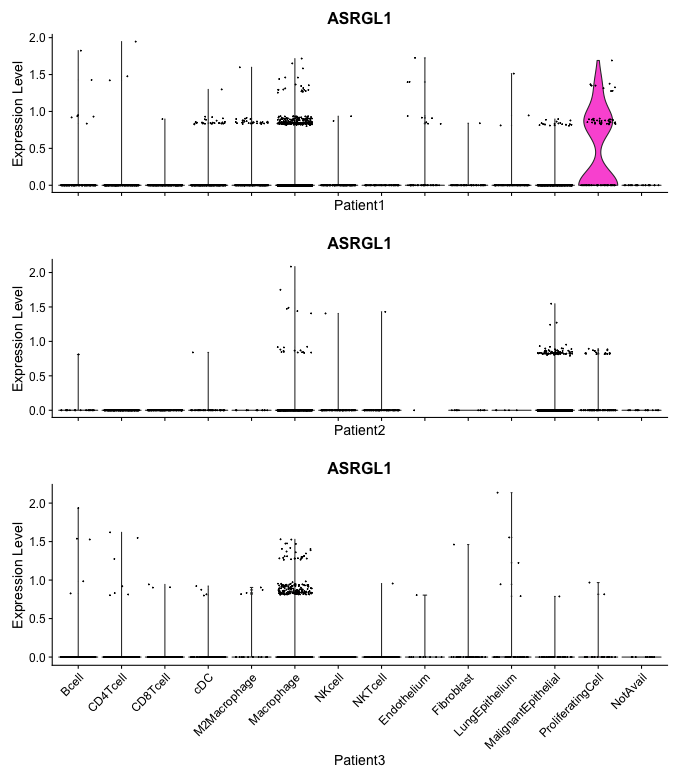 ASRGL1
Expression Level
2.0
1.5
1.0
0.5
0.0
Patient1
ASRGL1
Expression Level
2.0
1.5
1.0
0.5
0.0
Patient2
ASRGL1
Expression Level
2.0
1.5
1.0
0.5
0.0
Bcell
CD4Tcell
CD8Tcell
cDC
M2Macrophage
Macrophage
NKcell
NKTcell
Endothelium
Fibroblast
LungEpithelium
MalignantEpithelial
ProliferatingCell
NotAvail
Patient3